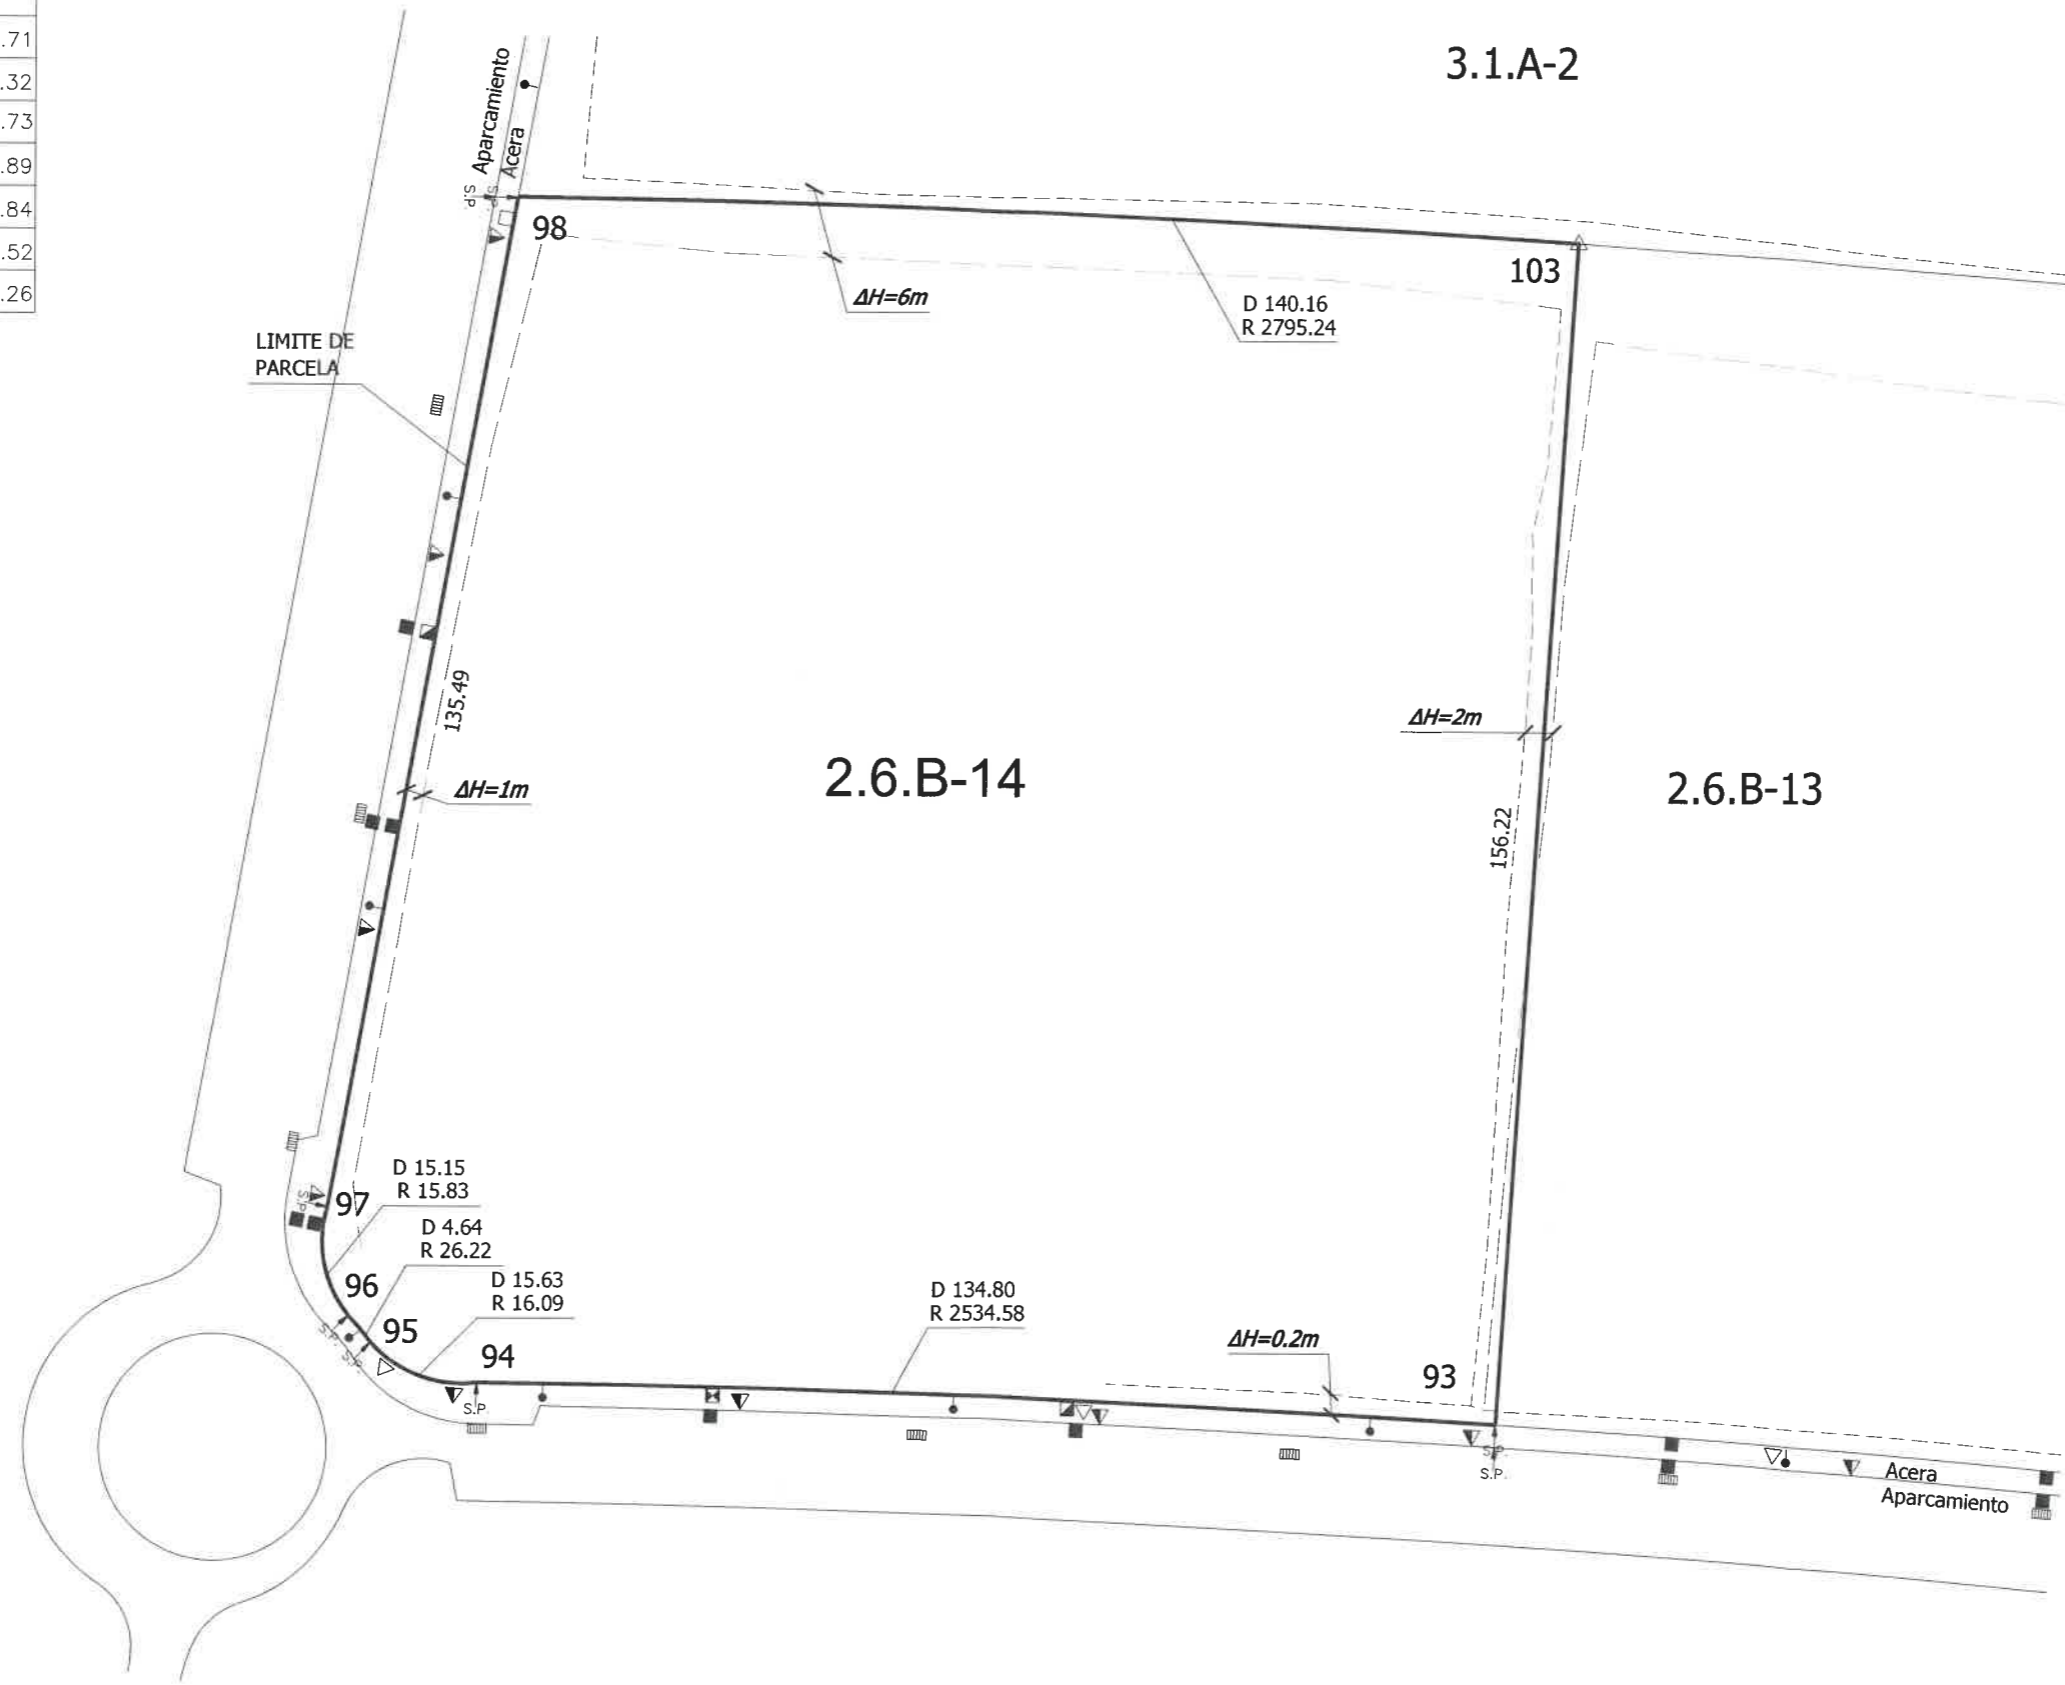 .71
.32
.73
.89
.84
.52
.26
3.1.A-2
Aparcamiento
Acera
S.P.
S.P.
98
103
ΔH=6m
D 140.16
R 2795.24
LIMITE DE
PARCELA
135.49
ΔH=1m
2.6.B-14
ΔH=2m
2.6.B-13
156.22
D 15.15
R 15.83
S.P.
97
D 4.64
R 26.22
96
D 15.63
R 16.09
S.P.
95
S.P.
94
S.P.
D 134.80
R 2534.58
ΔH=0.2m
93
S.P.
S.P.
Acera
Aparcamiento